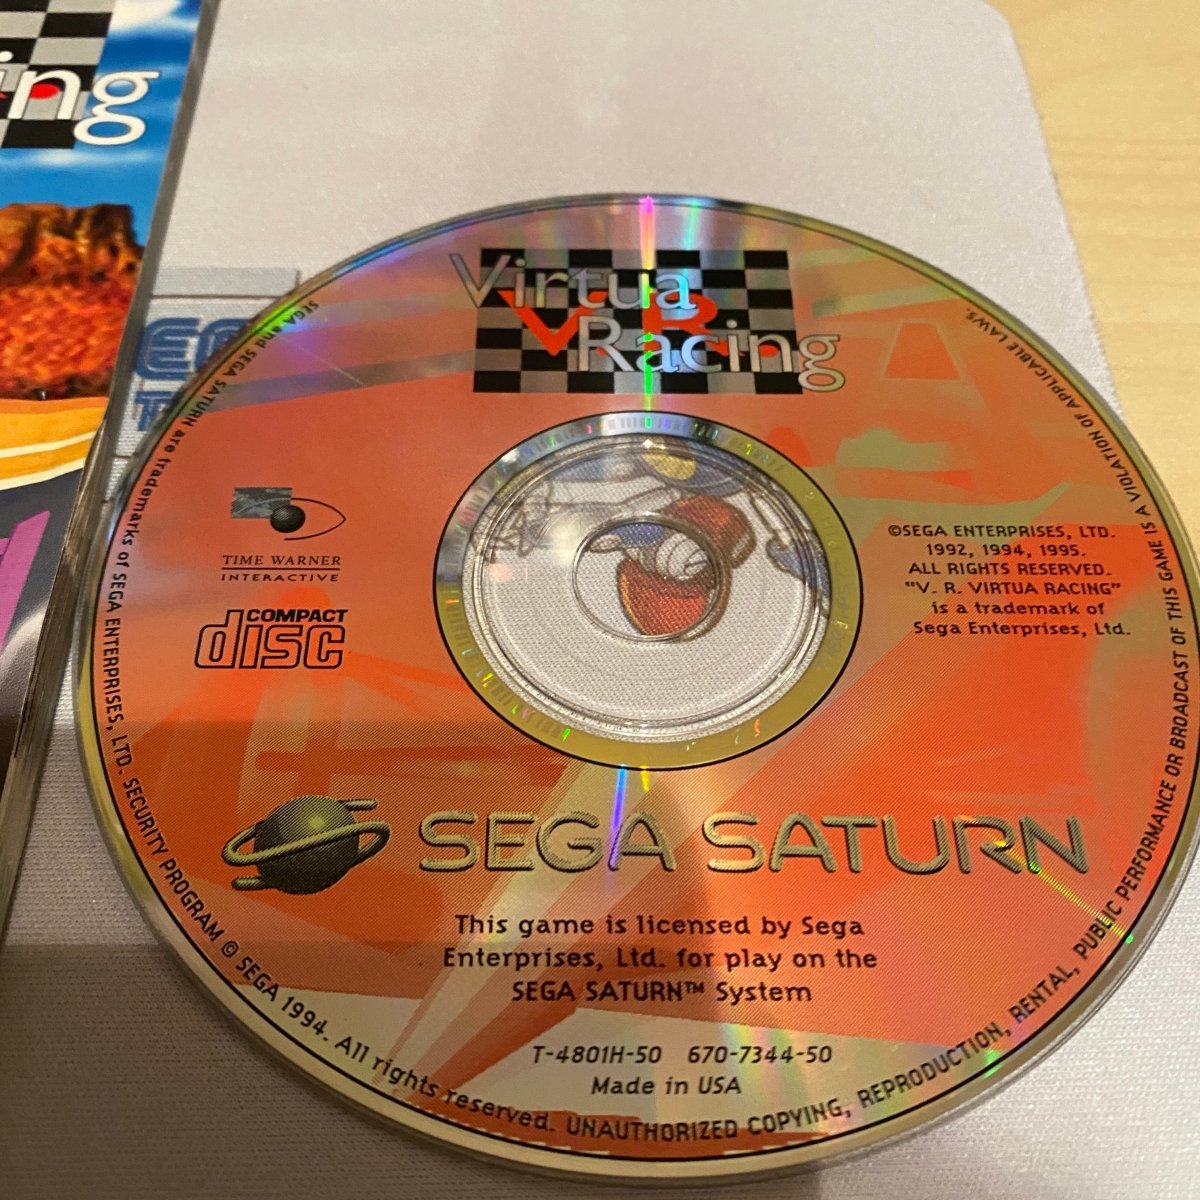 ing
Virtua
V.R.
Racing
SEGA and SEGA SATURN are trademarks of SEGA ENTERPRISES, LTD. SECURITY PROGRAM © SEGA 1994. All rights reserved. UNAUTHORIZED COPYING, REPRODUCTION, RENTAL, PUBLIC PERFORMANCE OR BROADCAST OF THIS GAME IS A VIOLATION OF APPLICABLE LAWS.
TIME WARNER
INTERACTIVE
COMPACT
disc
©SEGA ENTERPRISES, LTD.
1992, 1994, 1995.
ALL RIGHTS RESERVED.
"V. R. VIRTUA RACING"
is a trademark of
Sega Enterprises, Ltd.
SEGA SATURN
This game is licensed by Sega
Enterprises, Ltd. for play on the
SEGA SATURN™ System
T-4801H-50 670-7344-50
Made in USA